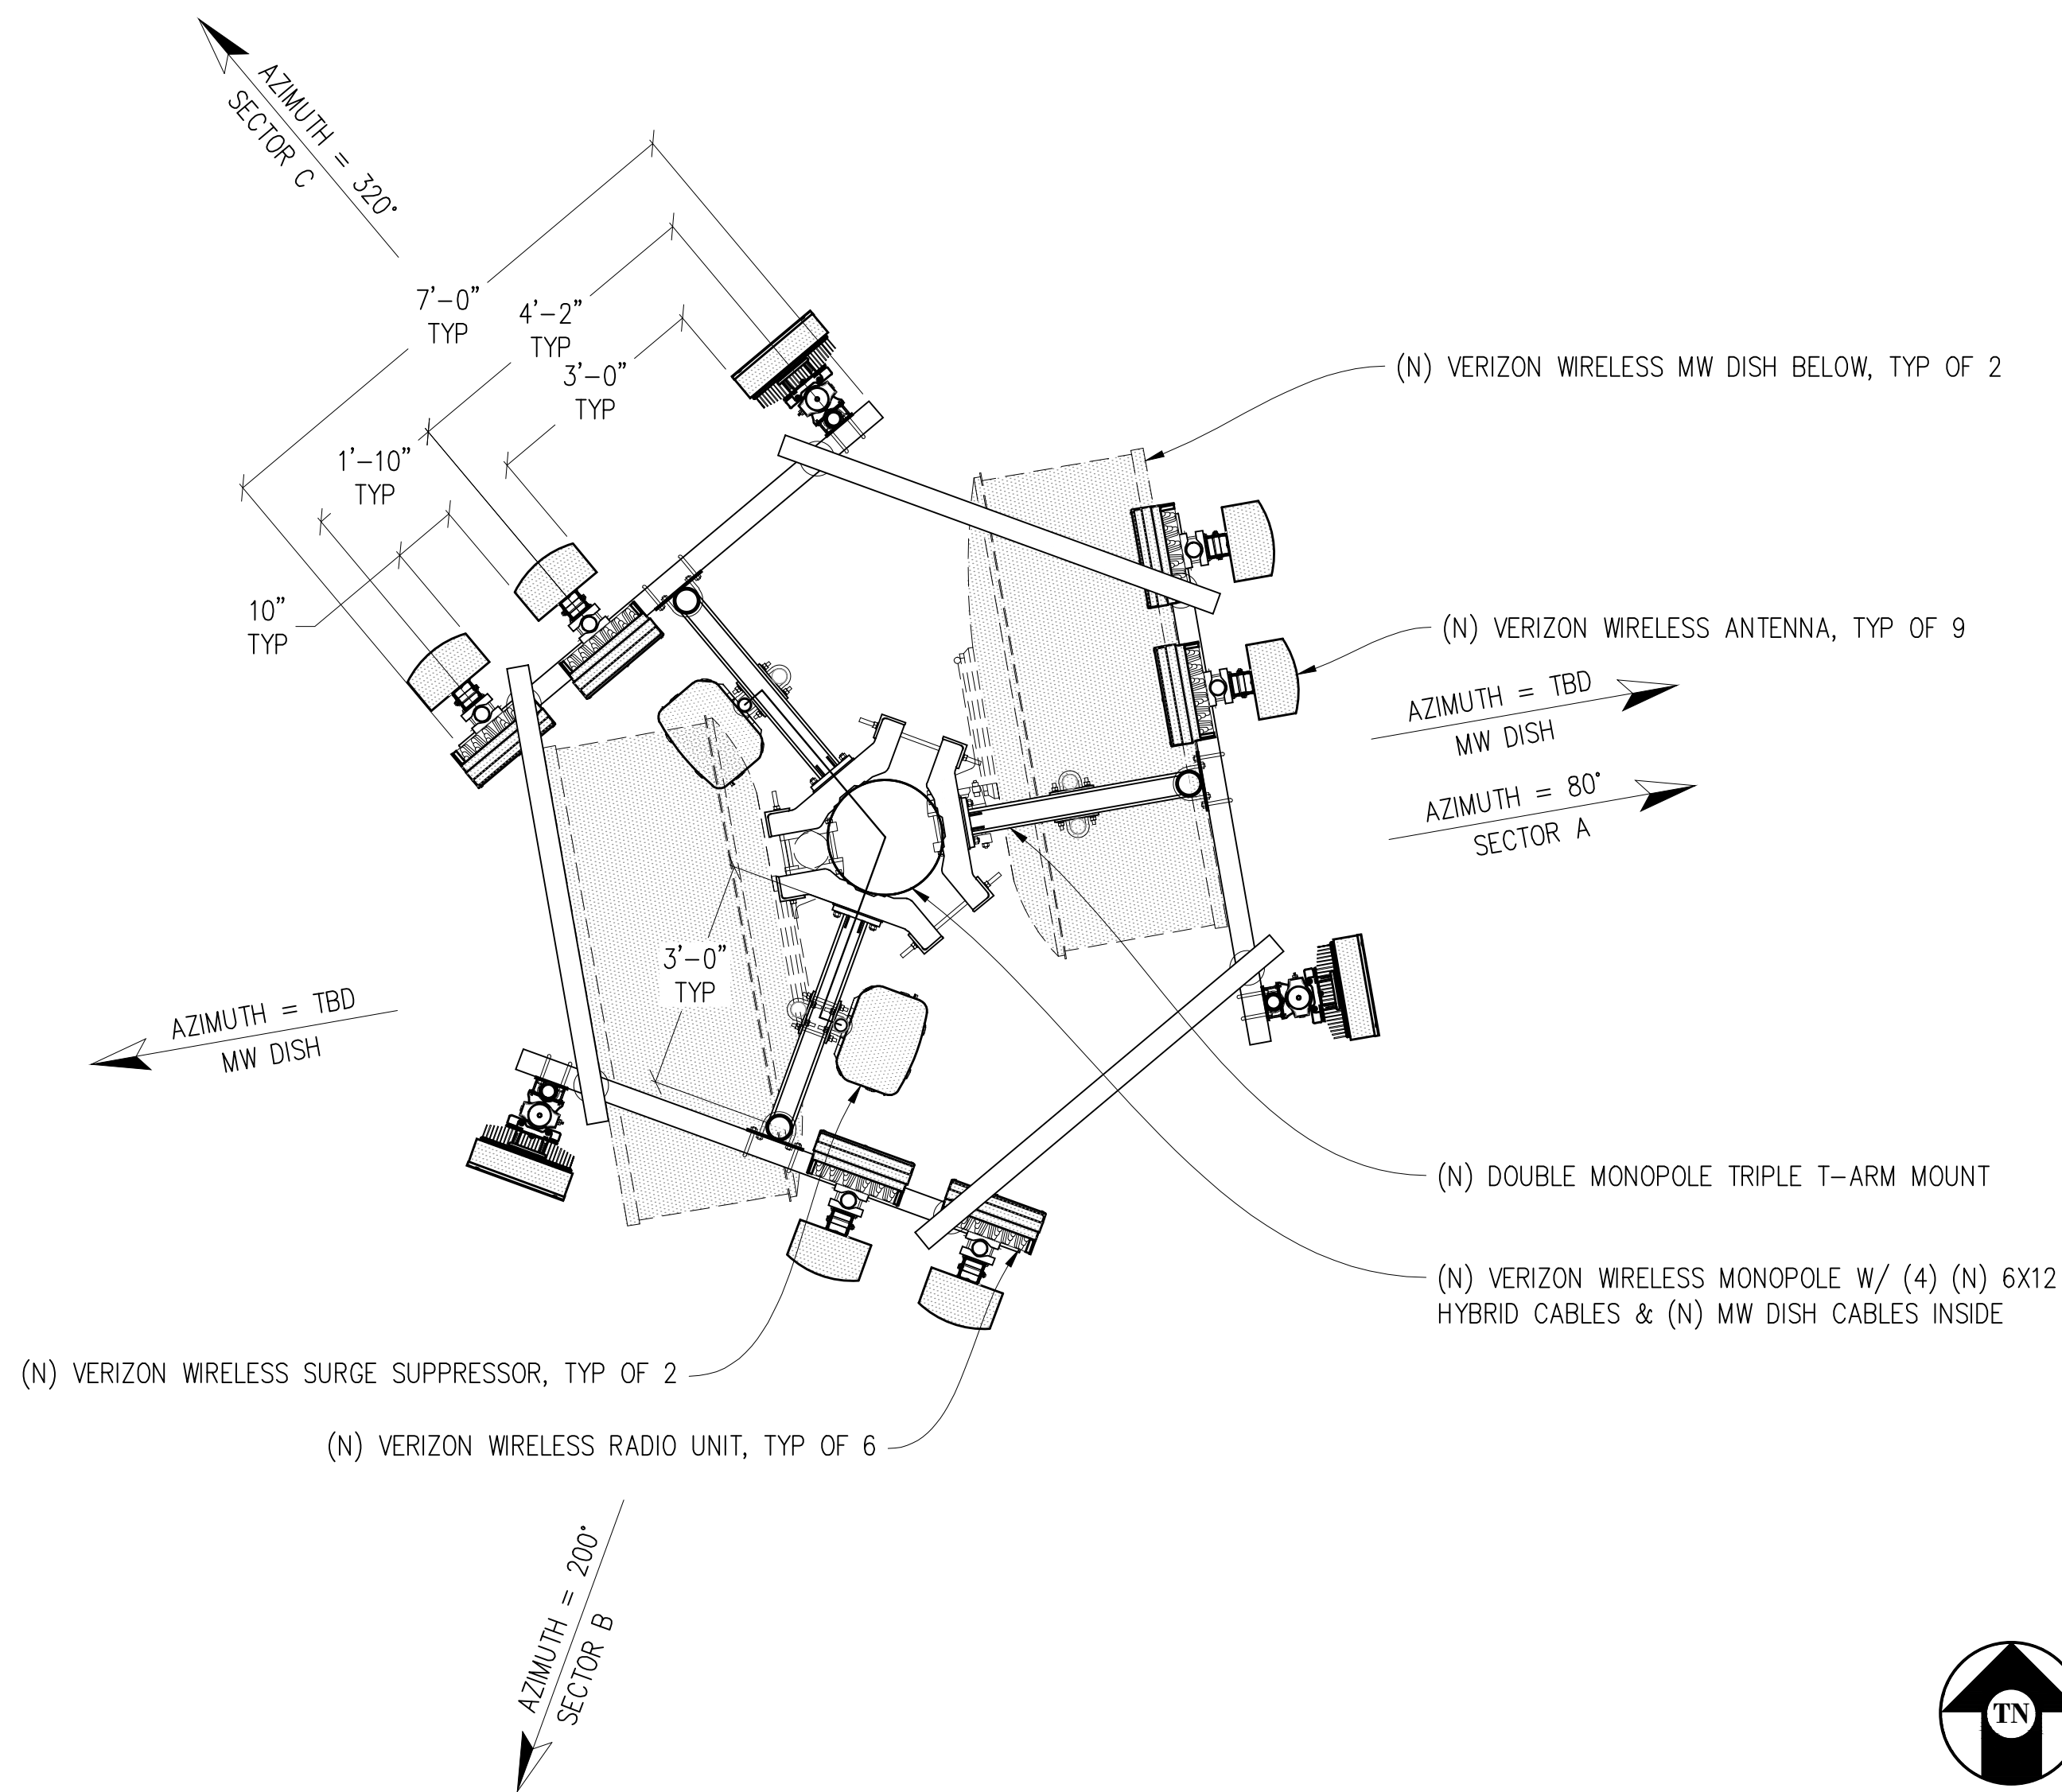 AZIMUTH = 320°
SECTOR C
7'-0"
TYP
4'-2"
TYP
3'-0"
TYP
1'-10"
TYP
10"
TYP
(N) VERIZON WIRELESS MW DISH BELOW, TYP OF 2
(N) VERIZON WIRELESS ANTENNA, TYP OF 9
AZIMUTH = TBD
MW DISH
AZIMUTH = 80°
SECTOR A
3'-0"
TYP
AZIMUTH = TBD
MW DISH
(N) DOUBLE MONOPOLE TRIPLE T-ARM MOUNT
(N) VERIZON WIRELESS MONOPOLE W/ (4) (N) 6X12
HYBRID CABLES & (N) MW DISH CABLES INSIDE
(N) VERIZON WIRELESS SURGE SUPPRESSOR, TYP OF 2
(N) VERIZON WIRELESS RADIO UNIT, TYP OF 6
AZIMUTH = 200°
SECTOR B
TN